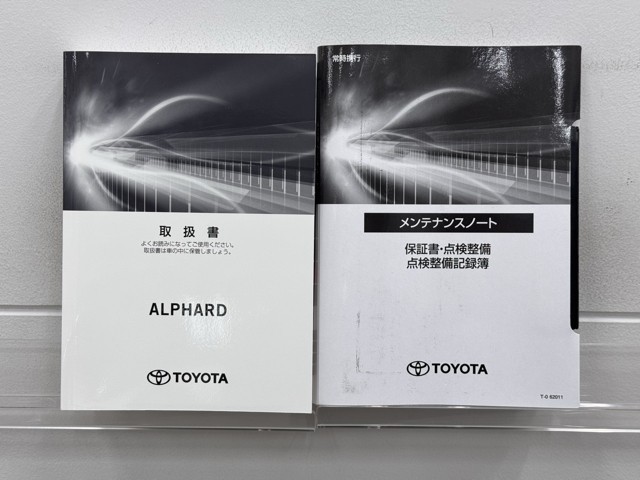 取扱書
よくお読みになってご使用ください。
取扱書は車の中に保管しましょう。
ALPHARD
TOYOTA
常時携行
メンテナンスノート
保証書・点検整備
点検整備記録簿
TOYOTA
T-0 62011